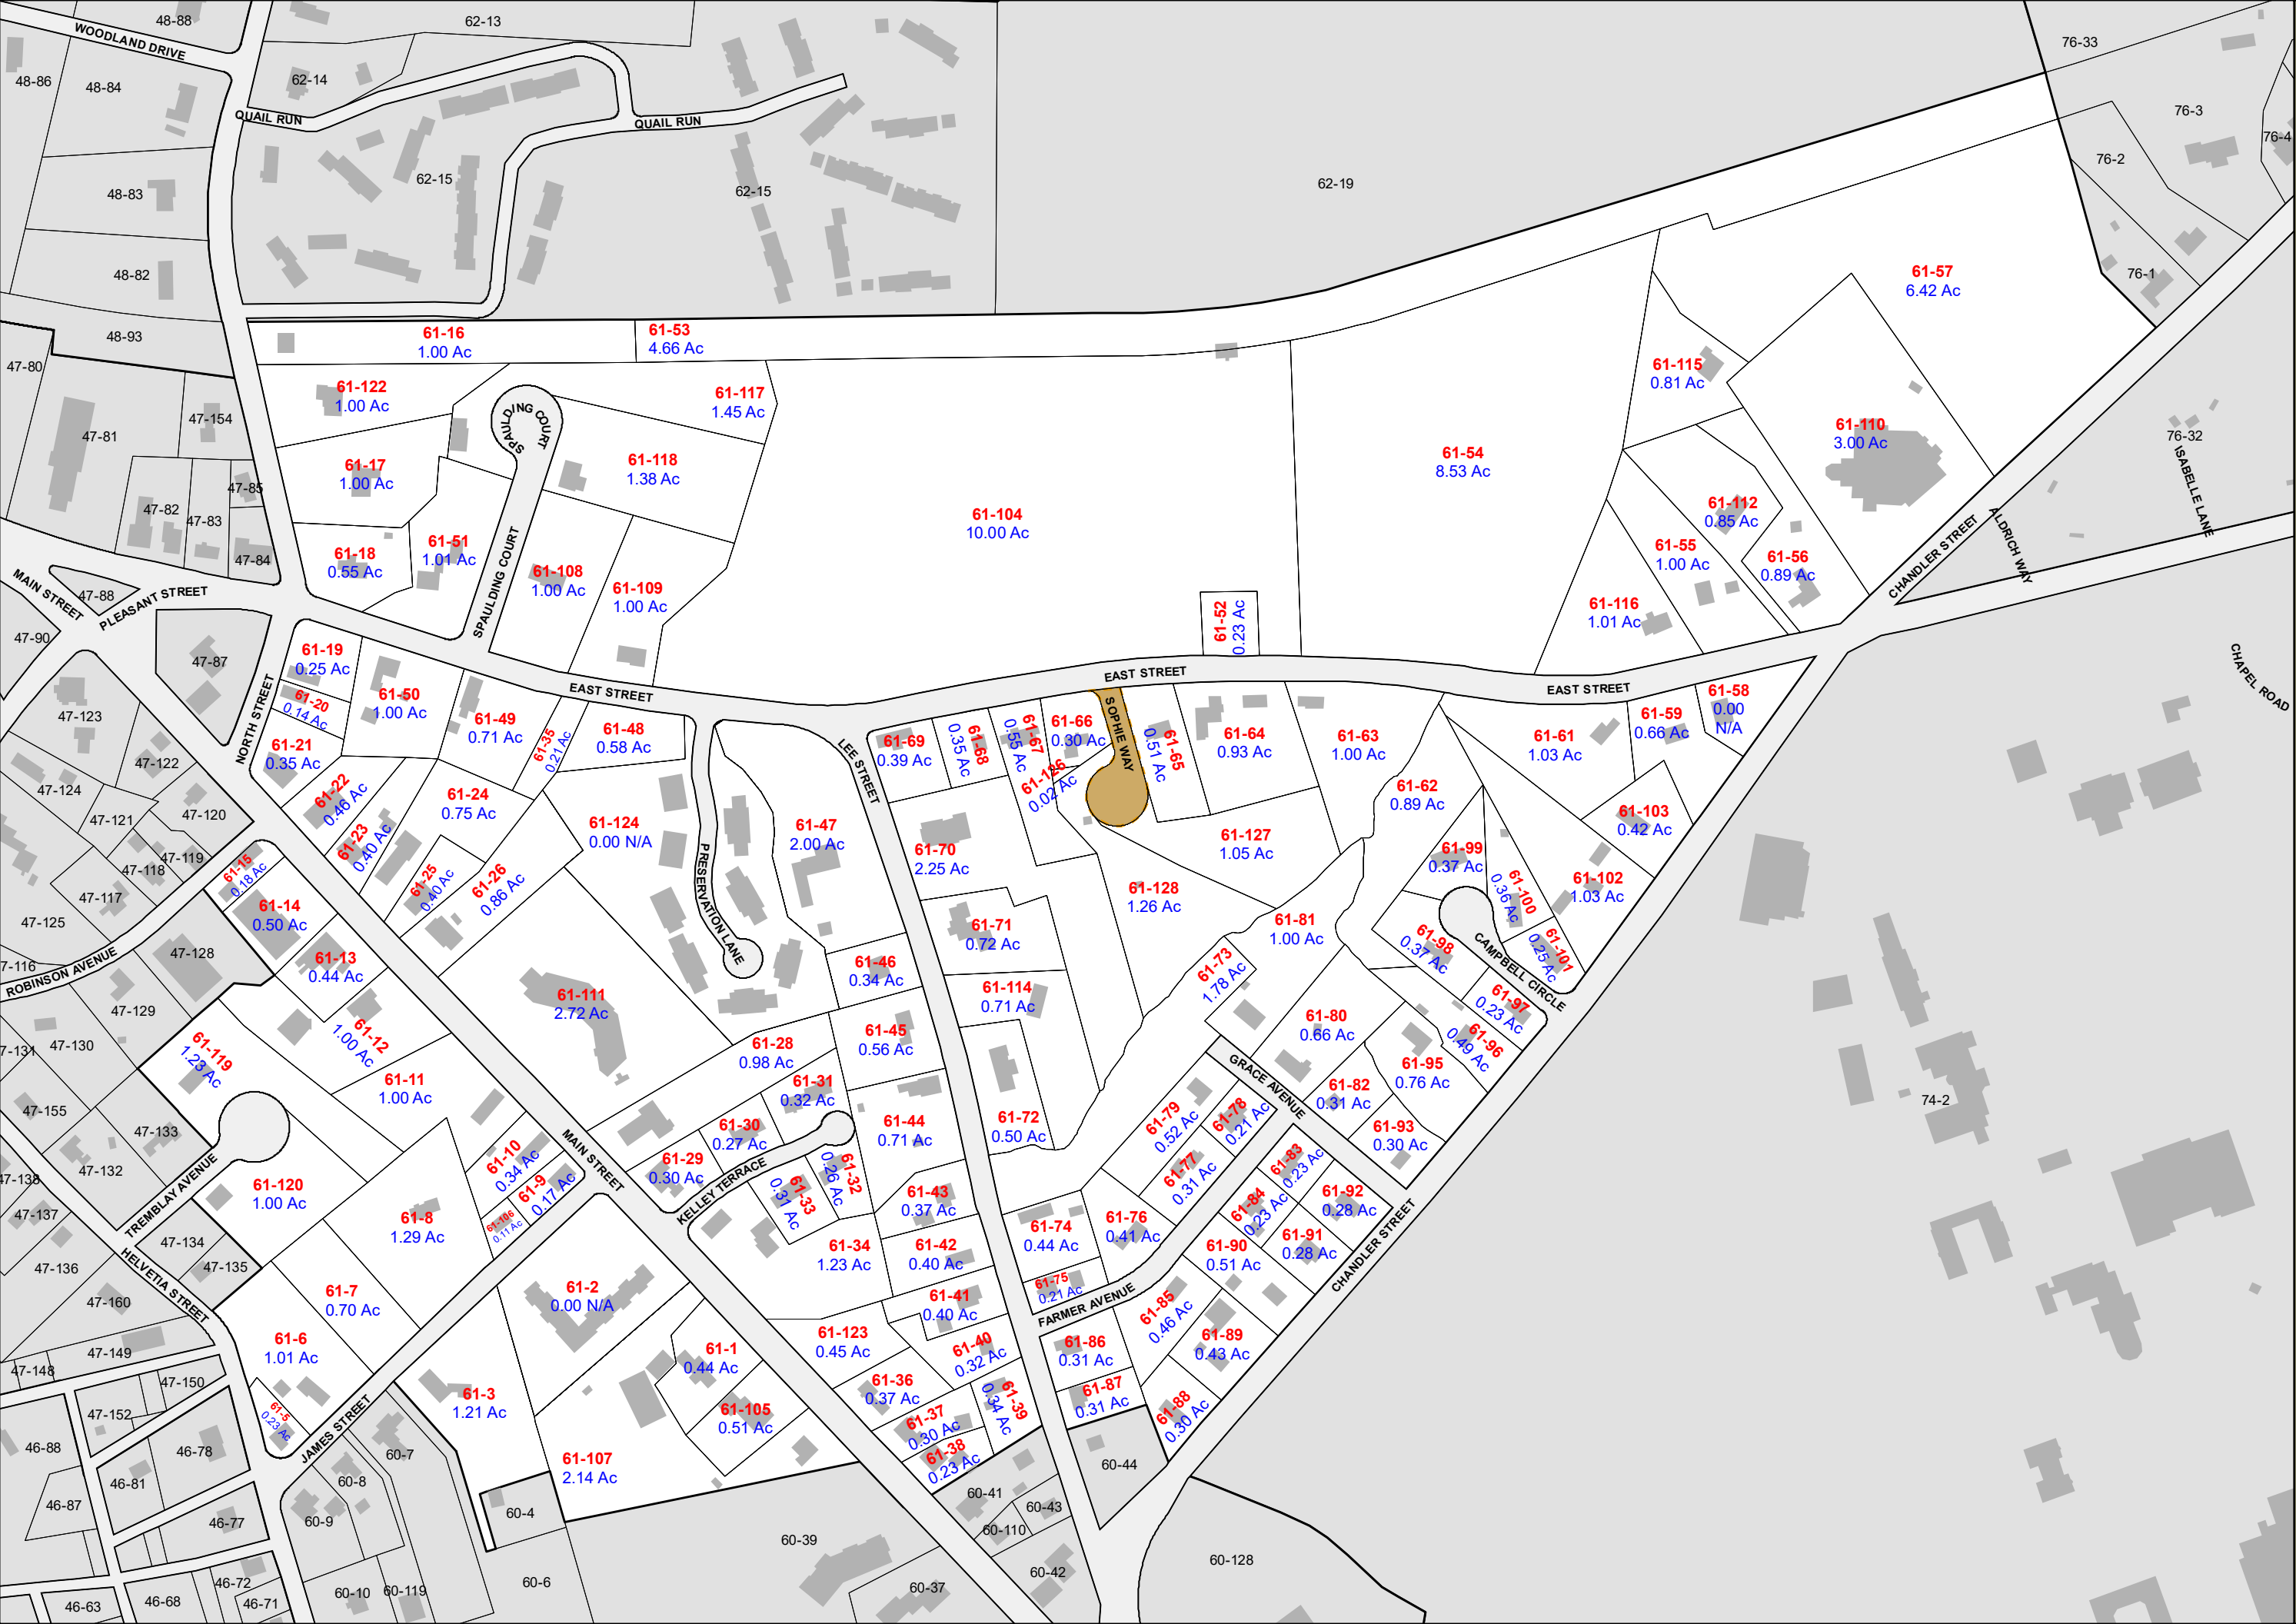 48-88
62-13
WOODLAND DRIVE
76-33
48-86
48-84
62-14
76-3
QUAIL RUN
QUAIL RUN
76-4
76-2
62-15
62-15
62-19
48-83
48-82
76-1
61-57
6.42 Ac
48-93
61-16
1.00 Ac
61-53
4.66 Ac
47-80
61-115
0.81 Ac
61-122
1.00 Ac
61-117
1.45 Ac
SPAULDING COURT
47-154
47-81
61-110
3.00 Ac
76-32
ISABELLE LANE
61-17
1.00 Ac
61-118
1.38 Ac
61-54
8.53 Ac
47-85
47-82
47-83
61-104
10.00 Ac
61-112
0.85 Ac
47-84
61-18
0.55 Ac
61-51
1.01 Ac
SPAULDING COURT
61-55
1.00 Ac
61-56
0.89 Ac
CHANDLER STREET
ALDRICH WAY
61-108
1.00 Ac
61-109
1.00 Ac
MAIN STREET
47-88
PLEASANT STREET
61-52
0.23 Ac
61-116
1.01 Ac
47-90
47-87
61-19
0.25 Ac
CHAPEL ROAD
EAST STREET
EAST STREET
EAST STREET
61-20
0.14 Ac
61-50
1.00 Ac
61-49
0.71 Ac
61-35
0.21 Ac
61-48
0.58 Ac
NORTH STREET
61-21
0.35 Ac
47-123
LEE STREET
61-69
0.39 Ac
61-68
0.35 Ac
61-67
0.55 Ac
61-66
0.30 Ac
SOPHIE WAY
61-65
0.51 Ac
61-64
0.93 Ac
61-63
1.00 Ac
61-61
1.03 Ac
61-59
0.66 Ac
61-58
0.00
N/A
47-122
47-124
47-121
47-120
61-22
0.46 Ac
61-24
0.75 Ac
61-126
0.02 Ac
61-62
0.89 Ac
61-103
0.42 Ac
61-23
0.40 Ac
61-124
0.00 N/A
61-47
2.00 Ac
61-127
1.05 Ac
61-70
2.25 Ac
61-99
0.37 Ac
47-119
47-118
61-15
0.18 Ac
61-25
0.40 Ac
61-26
0.86 Ac
PRESERVATION LANE
61-128
1.26 Ac
61-100
0.36 Ac
61-102
1.03 Ac
47-117
47-125
61-14
0.50 Ac
61-71
0.72 Ac
61-81
1.00 Ac
61-98
0.37 Ac
CAMPBELL CIRCLE
61-101
0.25 Ac
47-128
ROBINSON AVENUE
7-116
61-13
0.44 Ac
61-46
0.34 Ac
61-73
1.78 Ac
61-111
2.72 Ac
61-114
0.71 Ac
61-97
0.23 Ac
47-129
47-130
7-131
61-12
1.00 Ac
61-45
0.56 Ac
61-80
0.66 Ac
61-96
0.49 Ac
61-119
1.23 Ac
61-28
0.98 Ac
61-95
0.76 Ac
GRACE AVENUE
61-11
1.00 Ac
61-31
0.32 Ac
61-82
0.31 Ac
74-2
47-155
47-133
61-30
0.27 Ac
61-44
0.71 Ac
61-72
0.50 Ac
61-79
0.52 Ac
61-78
0.21 Ac
61-93
0.30 Ac
MAIN STREET
61-10
0.34 Ac
61-29
0.30 Ac
KELLEY TERRACE
61-32
0.26 Ac
61-33
0.31 Ac
61-77
0.31 Ac
61-83
0.23 Ac
47-132
47-138
TREMBLAY AVENUE
61-120
1.00 Ac
61-9
0.17 Ac
61-106
0.11 Ac
61-8
1.29 Ac
61-43
0.37 Ac
61-84
0.23 Ac
61-92
0.28 Ac
47-137
61-74
0.44 Ac
61-76
0.41 Ac
47-134
47-135
47-136
61-34
1.23 Ac
61-42
0.40 Ac
61-90
0.51 Ac
61-91
0.28 Ac
CHANDLER STREET
HELVETIA STREET
61-7
0.70 Ac
61-2
0.00 N/A
61-75
0.21 Ac
FARMER AVENUE
47-160
61-41
0.40 Ac
61-85
0.46 Ac
47-149
61-6
1.01 Ac
61-123
0.45 Ac
61-40
0.32 Ac
61-86
0.31 Ac
61-89
0.43 Ac
61-1
0.44 Ac
47-148
47-150
61-36
0.37 Ac
61-39
0.34 Ac
61-87
0.31 Ac
61-88
0.30 Ac
61-3
1.21 Ac
61-105
0.51 Ac
61-5
0.23 Ac
JAMES STREET
47-152
61-37
0.30 Ac
61-38
0.23 Ac
46-88
46-78
60-7
61-107
2.14 Ac
60-44
46-81
60-8
46-87
60-41
60-43
60-4
46-77
60-9
60-110
60-39
60-128
60-42
46-72
60-6
60-10
60-119
60-37
46-63
46-68
46-71